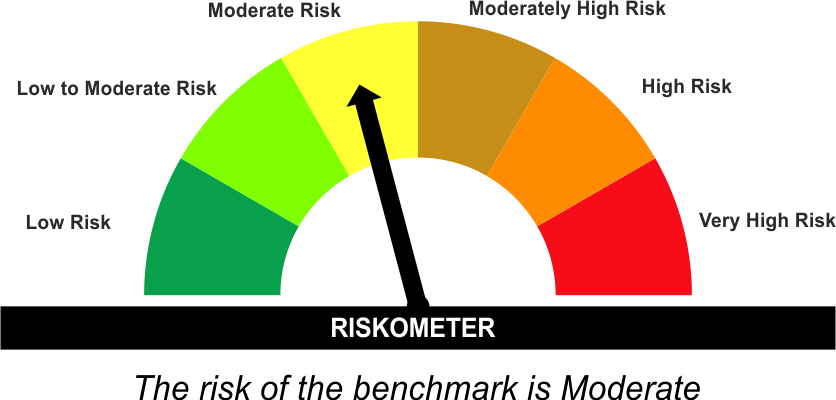 Moderate Risk
Moderately High Risk
Low to Moderate Risk
High Risk
Low Risk
Very High Risk
RISKOMETER
The risk of the benchmark is Moderate